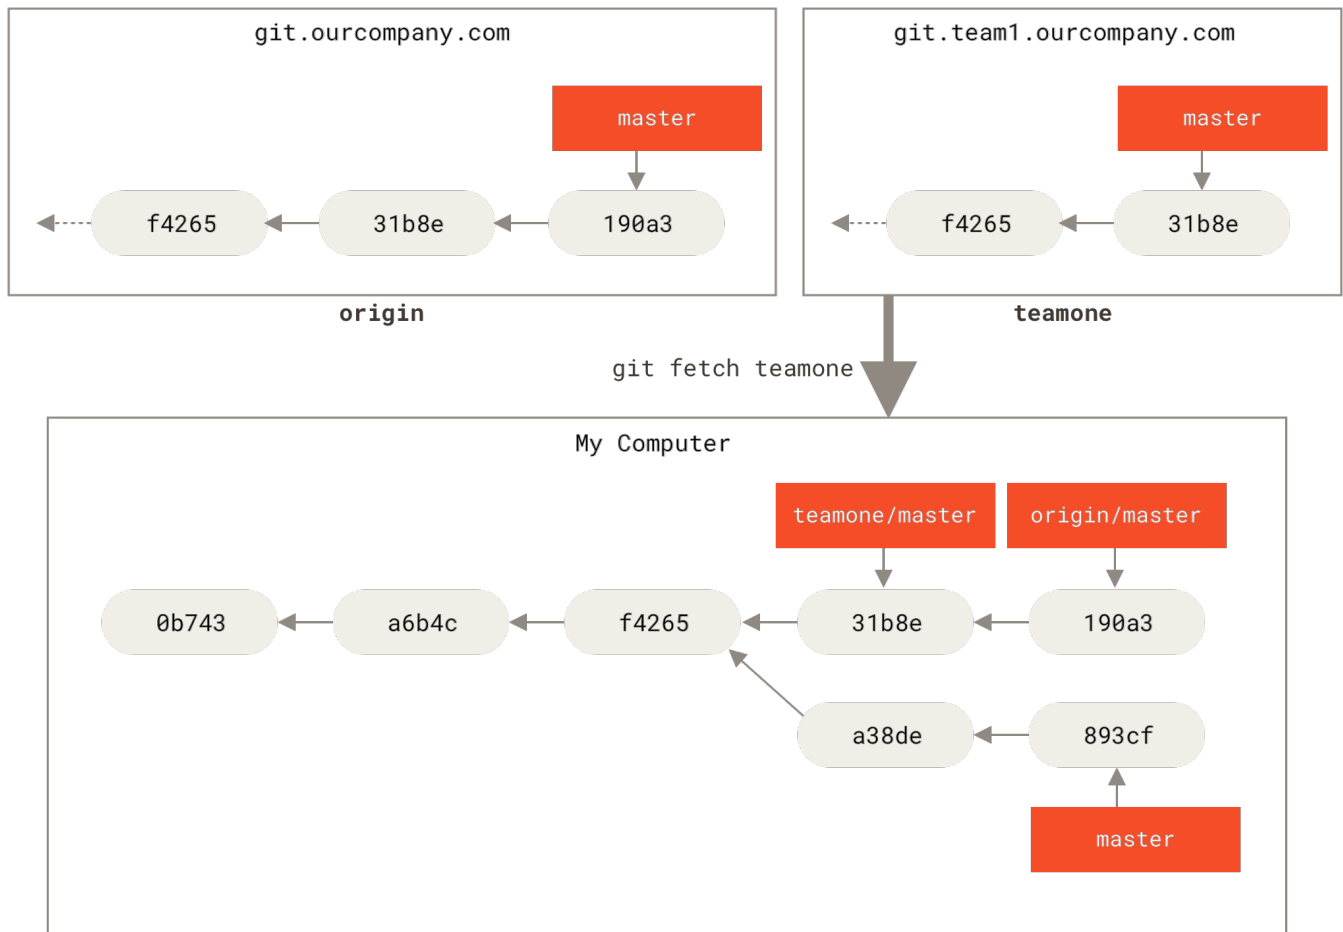 git.ourcompany.com
master
f4265 31b8e 190a3
origin
git.team1.ourcompany.com
master
f4265 31b8e
teamone
git fetch teamone
My Computer
teamone/master origin/master
0b743 a6b4c f4265 31b8e 190a3
a38de 893cf
master